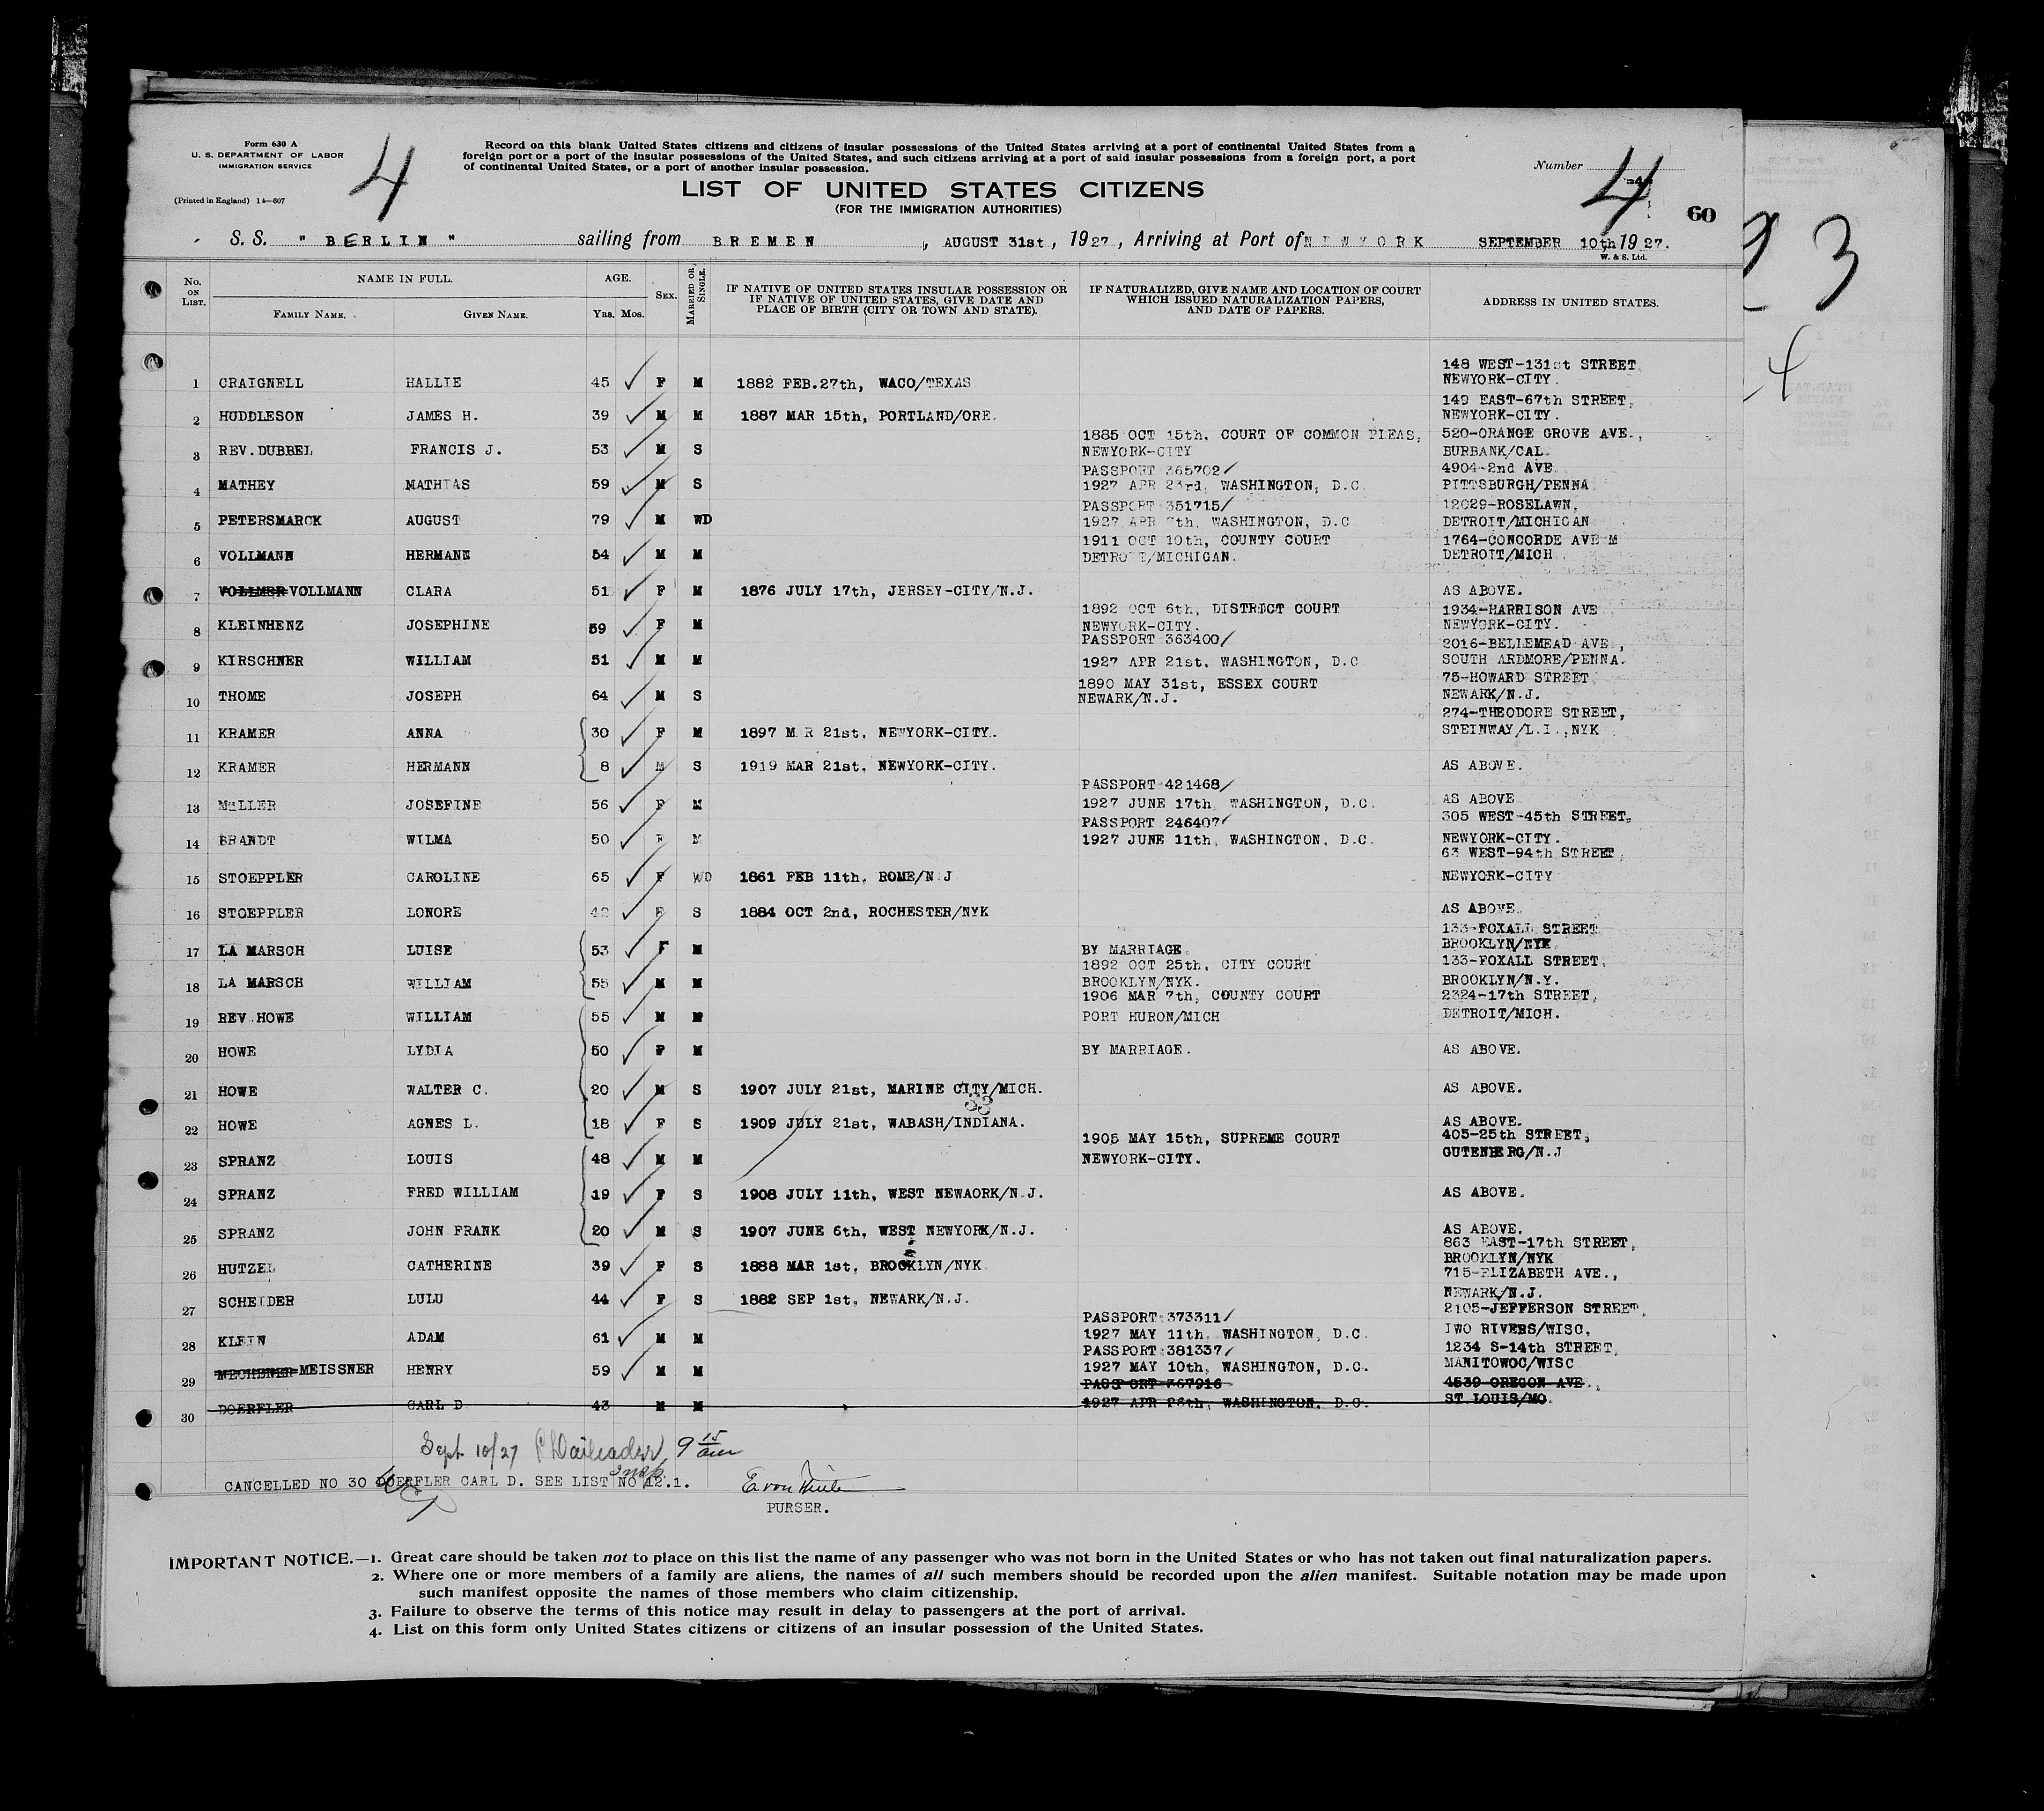 Form 630 A
U. S. DEPARTMENT OF LABOR
IMMIGRATION SERVICE
(Printed in England) 14—607
4
Record on this blank United States citizens and citizens of insular possessions of the United States arriving at a port of continental United States from a
foreign port or a port of the insular possessions of the United States, and such citizens arriving at a port of said insular possessions from a foreign port, a port
of continental United States, or a port of another insular possession.
LIST OF UNITED STATES CITIZENS
(FOR THE IMMIGRATION AUTHORITIES)
Number -4-
4
60
S. S. " BERLIN " sailing from BREMEN, AUGUST 31st, 1927, Arriving at Port of NEWYORK SEPTEMBER 10th 1927.
W. & S. Ltd.
23
4
No. ON LIST. NAME IN FULL. AGE. SEX. MARRIED OR SINGLE. IF NATIVE OF UNITED STATES INSULAR POSSESSION OR IF NATIVE OF UNITED STATES, GIVE DATE AND PLACE OF BIRTH (CITY OR TOWN AND STATE). IF NATURALIZED, GIVE NAME AND LOCATION OF COURT WHICH ISSUED NATURALIZATION PAPERS, AND DATE OF PAPERS. ADDRESS IN UNITED STATES.
FAMILY NAME. GIVEN NAME. YRS. MOS.
148 WEST-131st STREET
1 CRAIGNELL HALLIE 45 F M 1882 FEB.27th, WACO/TEXAS NEWYORK-CITY.
149 EAST-67th STREET,
2 HUDDLESON JAMES H. 39 M M 1887 MAR 15th, PORTLAND/ORE. NEWYORK-CITY.
1885 OCT 15th, COURT OF COMMON PLEAS, 520-ORANGE GROVE AVE.,
3 REV.DUBBEL FRANCIS J. 53 M S NEWYORK-CITY BURBANK/CAL.
PASSPORT 365702/ 4904-2nd AVE
4 MATHEY MATHIAS 59 M S 1927 APR 23rd, WASHINGTON, D.C PITTSBURGH/PENNA
PASSPORT 351715/ 12029-ROSELAWN,
5 PETERSMARCK AUGUST 79 M WD 1927 APR th, WASHINGTON, D.C DETROIT/MICHIGAN
1911 OCT 10th, COUNTY COURT 1764-CONCORDE AVE M
6 VOLLMANN HERMANN 54 M M DETROIT/MICHIGAN. DETROIT/MICH
7 VOLLMER VOLLMANN CLARA 51 F M 1876 JULY 17th, JERSEY-CITY/N.J. AS ABOVE.
1892 OCT 6th, DISTRICT COURT 1934-HARRISON AVE
8 KLEINHENZ JOSEPHINE 59 F M NEWYORK-CITY. NEWYORK-CITY.
PASSPORT 363400/ 2016-BELLEMEAD AVE,
9 KIRSCHNER WILLIAM 51 M M 1927 APR 21st, WASHINGTON, D.C SOUTH ARDMORE/PENNA.
1890 MAY 31st, ESSEX COURT 75-HOWARD STREET
10 THOME JOSEPH 64 M S NEWARK/N.J. NEWARK/N.J.
274-THEODORE STREET,
11 KRAMER ANNA 30 F M 1897 M R 21st, NEWYORK-CITY. STEINWAY/L.I.,NYK
12 KRAMER HERMANN 8 M S 1919 MAR 21st, NEWYORK-CITY. AS ABOVE.
PASSPORT 421468/
13 MULLER JOSEFINE 56 F M 1927 JUNE 17th, WASHINGTON, D.C. AS ABOVE
PASSPORT 246407/ 305 WEST-45th STREET,
14 BRANDT WILMA 50 F M 1927 JUNE 11th, WASHINGTON, D.C. NEWYORK-CITY.
63 WEST-94th STREET,
15 STOEPPLER CAROLINE 65 F WD 1861 FEB 11th, ROME/N.J NEWYORK-CITY
16 STOEPPLER LONORE 42 F S 1884 OCT 2nd, ROCHESTER/NYK AS ABOVE.
133-FOXALL STREET
17 LA MARSCH LUISE 53 F M BY MARRIAGE. BROOKLYN/NYK
1892 OCT 25th, CITY COURT 133-FOXALL STREET,
18 LA MARSCH WILLIAM 55 M M BROOKLYN/NYK. BROOKLYN/N.Y.
1906 MAR 7th, COUNTY COURT 2324-17th STREET,
19 REV.HOWE WILLIAM 55 M M PORT HURON/MICH DETROIT/MICH.
20 HOWE LYDIA 50 F M BY MARRIAGE. AS ABOVE.
21 HOWE WALTER C. 20 M S 1907 JULY 21st, MARINE CITY/MICH. AS ABOVE.
33
22 HOWE AGNES L. 18 F S 1909 JULY 21st, WABASH/INDIANA. AS ABOVE.
1905 MAY 15th, SUPREME COURT 405-25th STREET,
23 SPRANZ LOUIS 48 M M NEWYORK-CITY. GUTENBERG/N.J
24 SPRANZ FRED WILLIAM 19 F S 1908 JULY 11th, WEST NEWAORK/N.J. AS ABOVE.
25 SPRANZ JOHN FRANK 20 M S 1907 JUNE 6th, WEST NEWYORK/N.J. AS ABOVE.
863 EAST-17th STREET,
26 HUTZEL CATHERINE 39 F S 1888 MAR 1st, BROOKLYN/NYK BROOKLYN/NYK
715-ELIZABETH AVE.,
27 SCHEIDER LULU 44 F S 1882 SEP 1st, NEWARK/N.J. NEWARK/N.J.
PASSPORT 373311/ 2105-JEFFERSON STREET,
28 KLEIN ADAM 61 M M 1927 MAY 11th, WASHINGTON, D.C. TWO RIVERS/WISC.
PASSPORT 381337/ 1234 S-14th STREET,
29 MECHENER MEISSNER HENRY 59 M M 1927 MAY 10th, WASHINGTON, D.C. MANITOWOC/WISC
PASSPORT 367916 4539 OREGON AVE.,
30 DOERFLER CARL D 43 M M 1927 APR 26th, WASHINGTON, D.C. ST.LOUIS/MO.
Sept 10/27 9 15
CANCELLED NO 30 DOERFLER CARL D. SEE LIST NO 12.1.
PURSER.
IMPORTANT NOTICE.—1. Great care should be taken not to place on this list the name of any passenger who was not born in the United States or who has not taken out final naturalization papers.
2. Where one or more members of a family are aliens, the names of all such members should be recorded upon the alien manifest. Suitable notation may be made upon
such manifest opposite the names of those members who claim citizenship.
3. Failure to observe the terms of this notice may result in delay to passengers at the port of arrival.
4. List on this form only United States citizens or citizens of an insular possession of the United States.